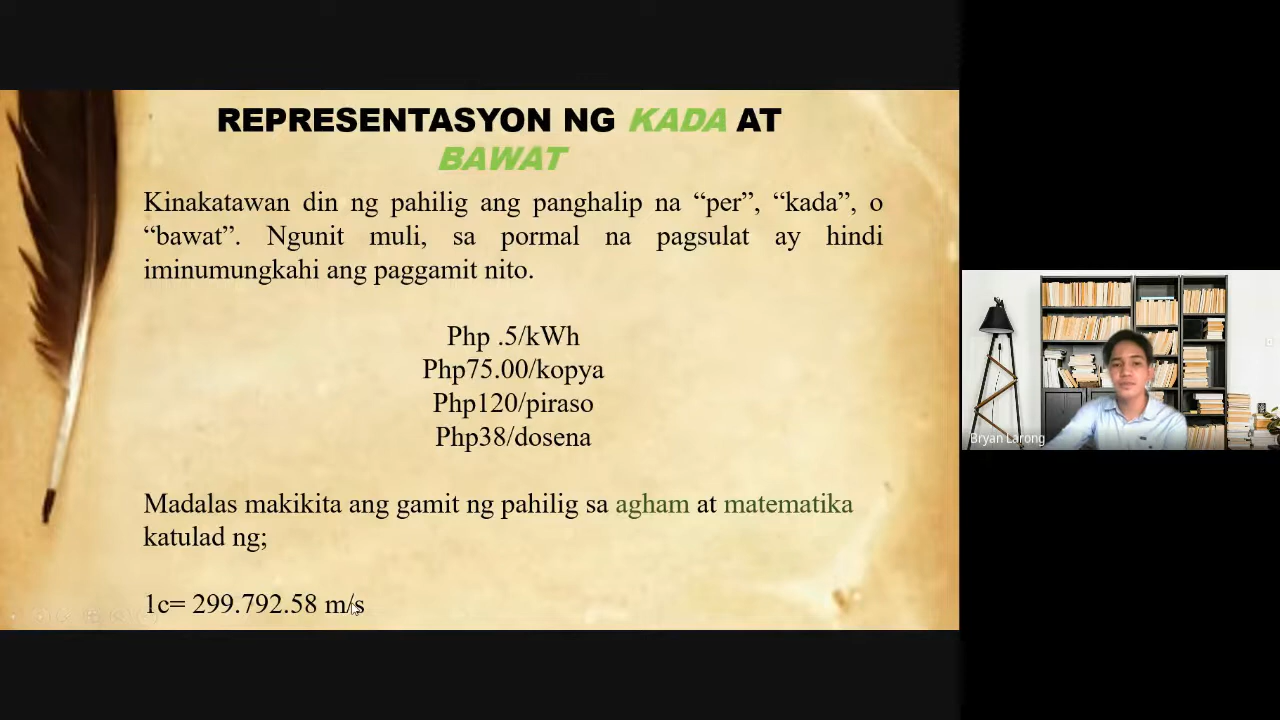 REPRESENTASYON NG KADA AT
BAWAT
Kinakatawan din ng pahilig ang panghalip na “per”, “kada”, o
“bawat”. Ngunit muli, sa pormal na pagsulat ay hindi
iminumungkahi ang paggamit nito.
Php .5/kWh
Php75.00/kopya
Php120/piraso
Php38/dosena
Madalas makikita ang gamit ng pahilig sa agham at matematika
katulad ng;
1c= 299.792.58 m/s
Bryan Larong